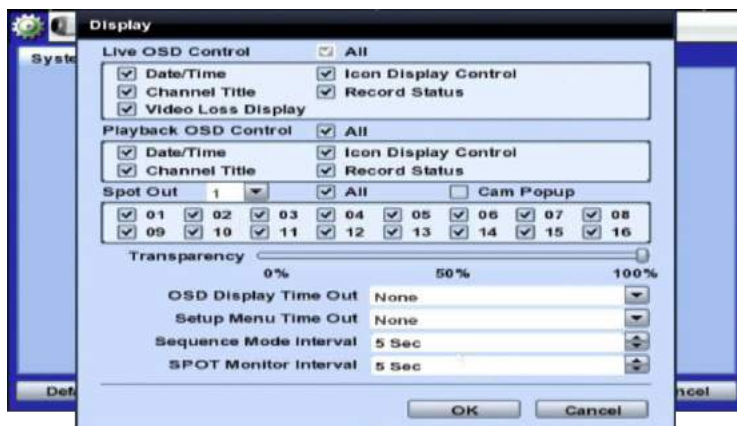 Display
Syste
Live OSD Control All
Date/Time Icon Display Control
Channel Title Record Status
Video Loss Display
Playback OSD Control All
Date/Time Icon Display Control
Channel Title Record Status
Spot Out 1 All Cam Popup
01 02 03 04 05 06 07 08
09 10 11 12 13 14 15 16
Transparency
0% 50% 100%
OSD Display Time Out None
Setup Menu Time Out None
Sequence Mode Interval 5 Sec
SPOT Monitor Interval 5 Sec
Defa ncel
OK Cancel